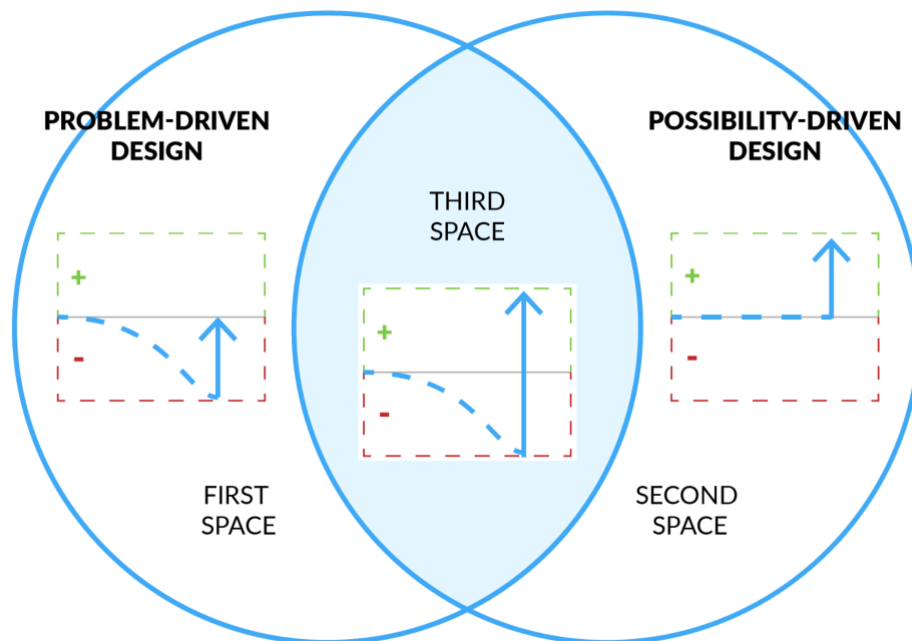 PROBLEM-DRIVEN
DESIGN
POSSIBILITY-DRIVEN
DESIGN
THIRD
SPACE
+
-
+
-
+
-
FIRST
SPACE
SECOND
SPACE